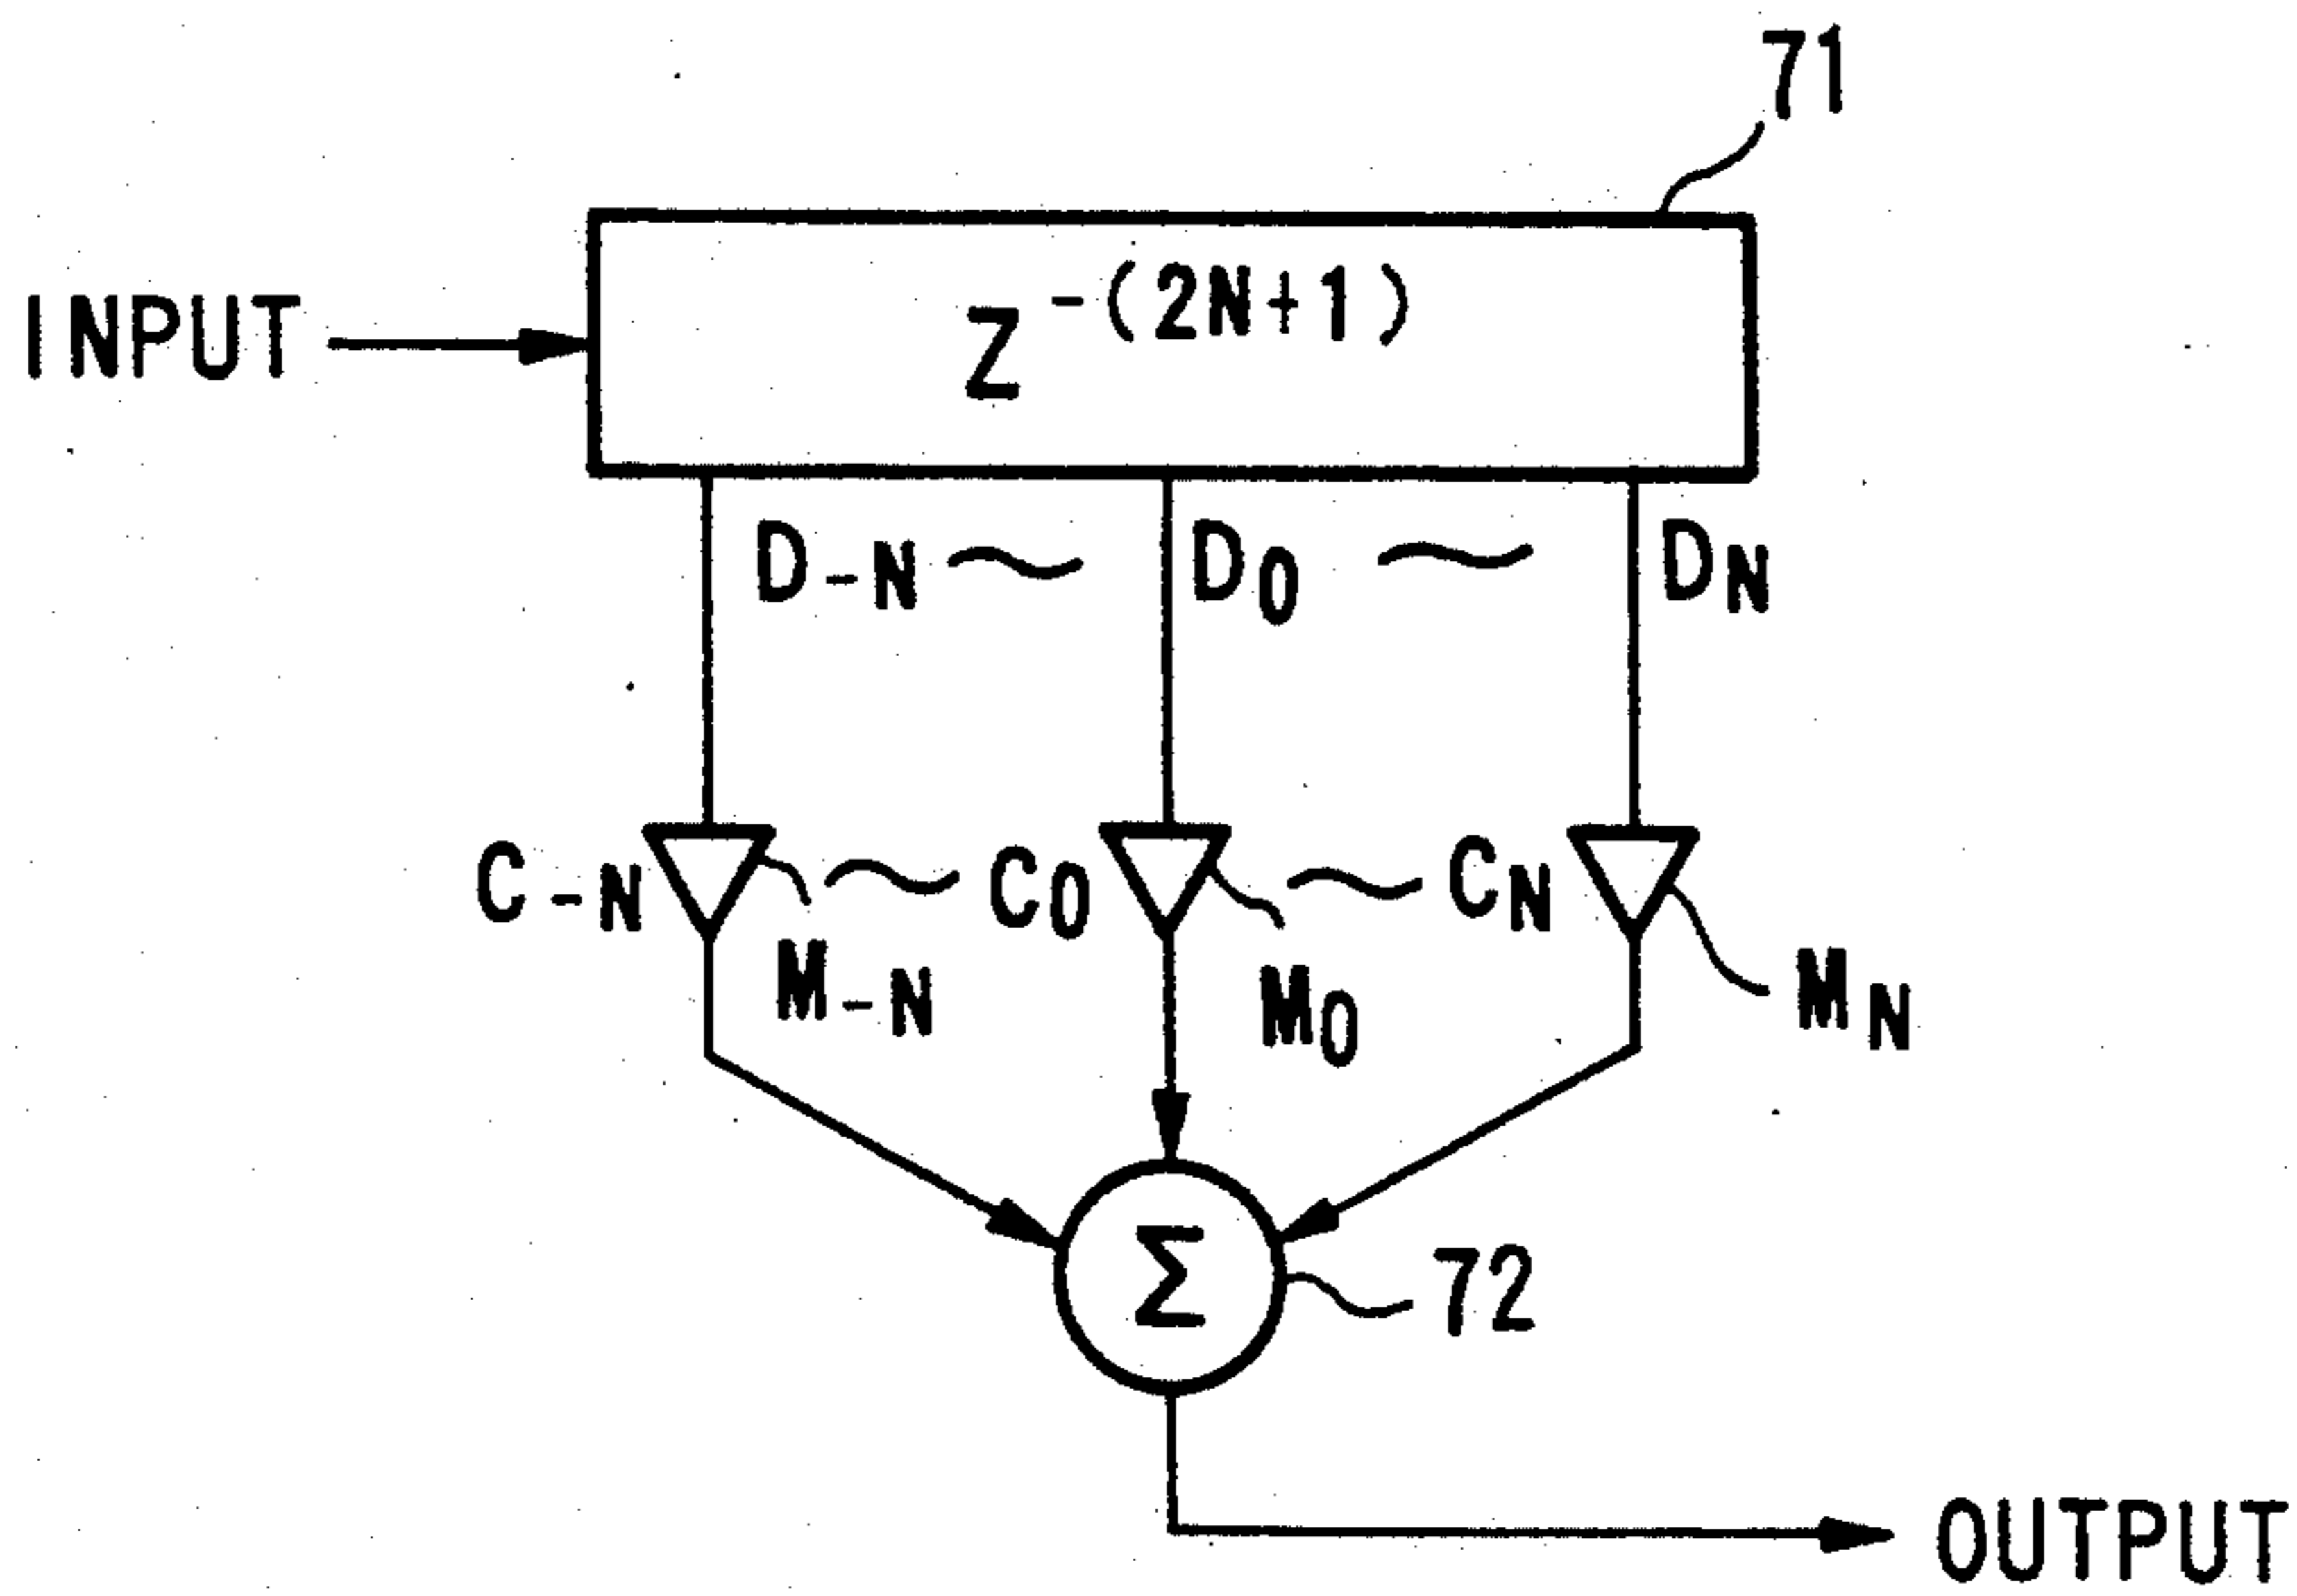 71
INPUT
Z^-(2N+1)
D-N ~ D0 ~ DN
C-N ~ C0 ~ CN
M-N M0 MN
Σ
72
OUTPUT